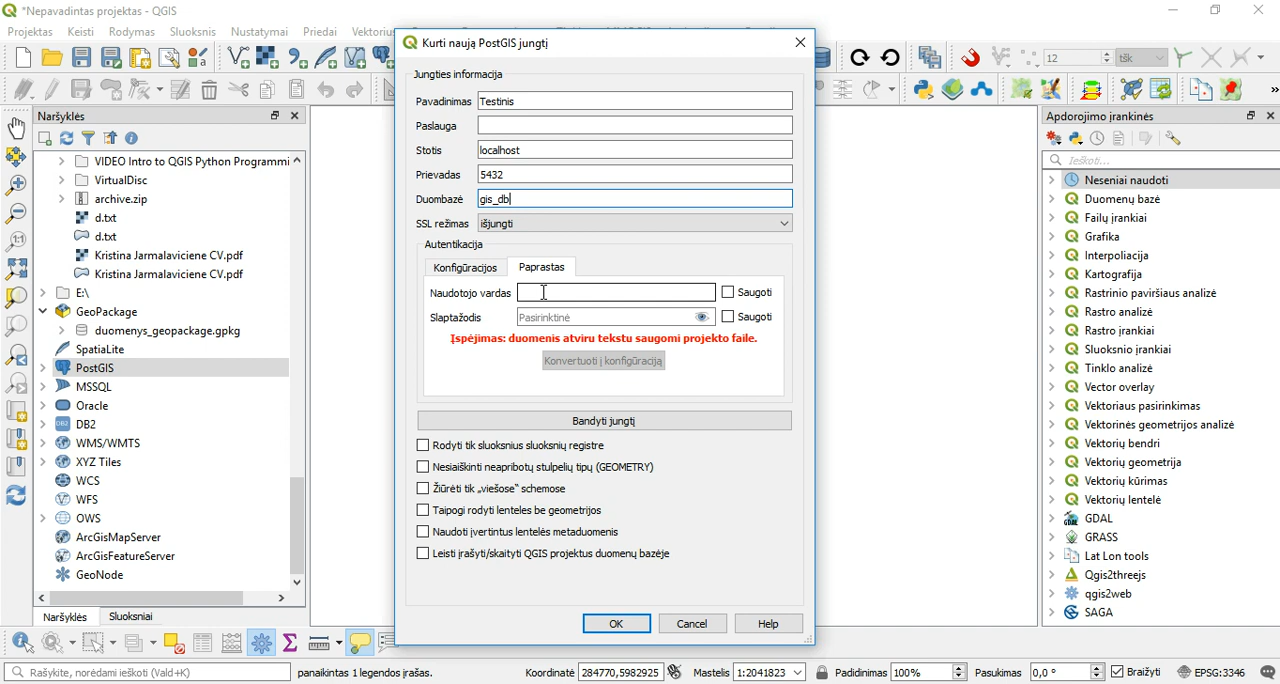 *Nepavadintas projektas - QGIS
Projektas Keisti Rodymas Sluoksnis Nustatymai Priedai
12 tšk
Naršyklės
VIDEO Intro to QGIS Python Programmi
VirtualDisc
archive.zip
d.txt
d.txt
Kristina Jarmalaviciene CV.pdf
Kristina Jarmalaviciene CV.pdf
E:\
GeoPackage
duomenys_geopackage.gpkg
SpatiaLite
PostGIS
MSSQL
Oracle
DB2
WMS/WMTS
XYZ Tiles
WCS
WFS
OWS
ArcGisMapServer
ArcGisFeatureServer
GeoNode
Naršyklės Sluoksniai
Kurti naują PostGIS jungtį
Jungties informacija
Pavadinimas Testinis
Paslauga
Stotis localhost
Prievadas 5432
Duombazė gis_db
SSL režimas išjungti
Autentikacija
Konfigūracijos Paprastas
Naudotojo vardas Saugoti
Slaptažodis Pasirinktinė Saugoti
Įspėjimas: duomenis atviru tekstu saugomi projekto faile.
Konvertuoti į konfigūraciją
Bandyti jungtį
Rodyti tik sluoksnius sluoksnių registre
Nesiaiškinti neapribotų stulpelių tipų (GEOMETRY)
Žiūrėti tik „viešose“ schemose
Taipogi rodyti lenteles be geometrijos
Naudoti įvertintus lentelės metaduomenis
Leisti įrašyti/skaityti QGIS projektus duomenų bazėje
OK Cancel Help
Apdorojimo įrankinės
Ieškoti...
Neseniai naudoti
Duomenų bazė
Failų įrankiai
Grafika
Interpoliacija
Kartografija
Rastrinio paviršiaus analizė
Rastro analizė
Rastro įrankiai
Sluoksnio įrankiai
Tinklo analizė
Vector overlay
Vektoriaus pasirinkimas
Vektorinės geometrijos analizė
Vektorių bendri
Vektorių geometrija
Vektorių kūrimas
Vektorių lentelė
GDAL
GRASS
Lat Lon tools
Qgis2threejs
qgis2web
SAGA
Rašykite, norėdami ieškoti (Vald+K) panaikintas 1 legendos įrašas. Koordinatė 284770,5982925 Mastelis 1:2041823 Padidinimas 100% Pasukimas 0,0 ° Braižyti EPSG:3346